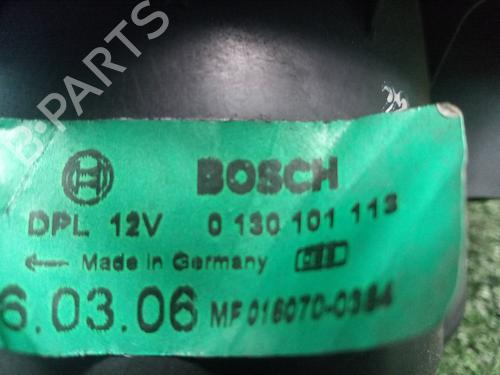 B-PARTS
BOSCH
DPL 12V 0 130 101 113
← Made in Germany
6.03.06 MF 016070-0384